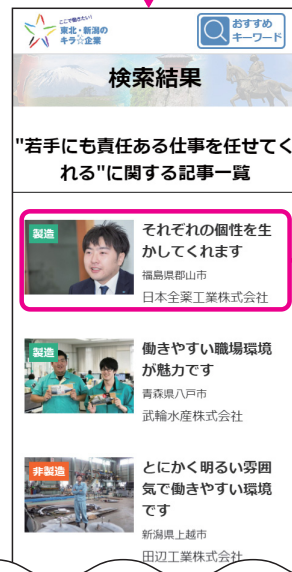 ここで働きたい!
東北・新潟の
キラ☆企業
おすすめ
キーワード
検索結果
"若手にも責任ある仕事を任せてく
れる"に関する記事一覧
製造
それぞれの個性を生
かしてくれます
福島県郡山市
日本全薬工業株式会社
製造
働きやすい職場環境
が魅力です
青森県八戸市
武輪水産株式会社
非製造
とにかく明るい雰囲
気で働きやすい環境
です
新潟県上越市
田辺工業株式会社